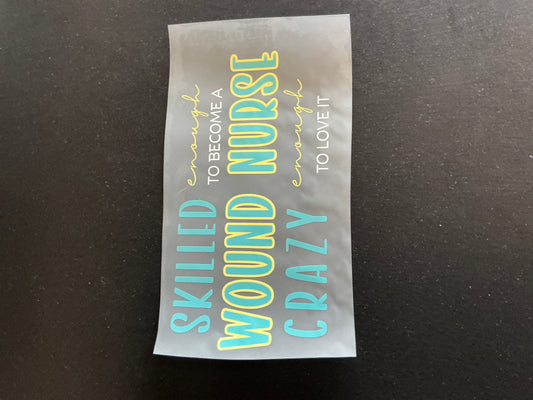 SKILLED enough
TO BECOME A
WOUND NURSE
CRAZY enough
TO LOVE IT